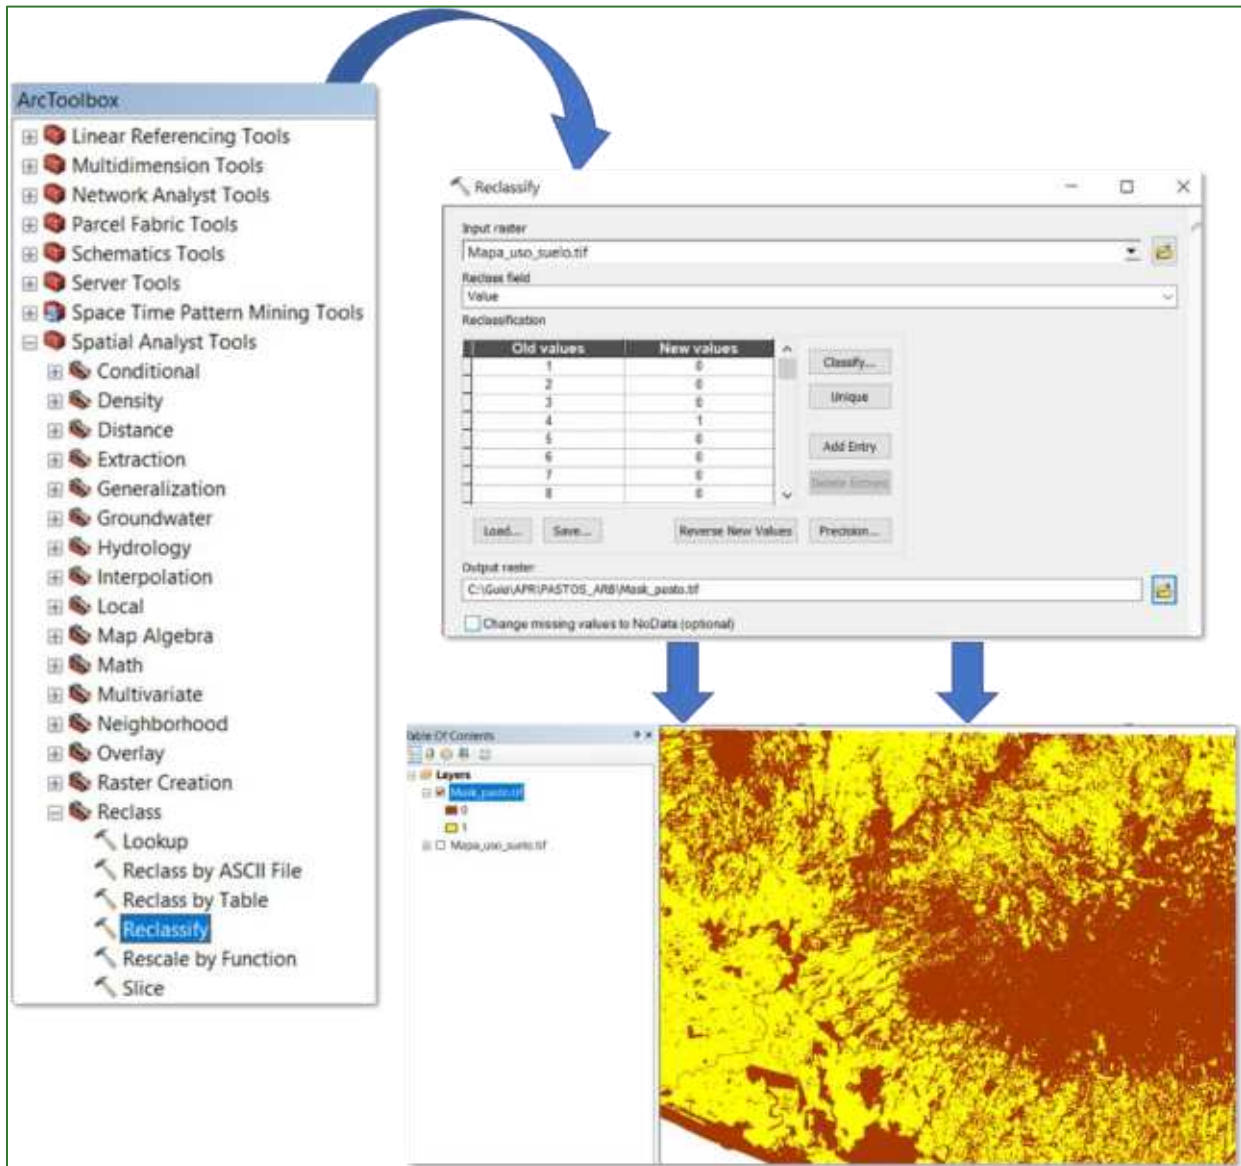 ArcToolbox
Linear Referencing Tools
Multidimension Tools
Network Analyst Tools
Parcel Fabric Tools
Schematics Tools
Server Tools
Space Time Pattern Mining Tools
Spatial Analyst Tools
Conditional
Density
Distance
Extraction
Generalization
Groundwater
Hydrology
Interpolation
Local
Map Algebra
Math
Multivariate
Neighborhood
Overlay
Raster Creation
Reclass
Lookup
Reclass by ASCII File
Reclass by Table
Reclassify
Rescale by Function
Slice
Reclassify
Input raster
Mapa_uso_suelo.tif
Reclass field
Value
Reclassification
Old values New values
1 0
2 0
3 0
4 1
5 0
6 0
7 0
8 0
Classify...
Unique
Add Entry
Delete Entries
Load... Save... Reverse New Values Precision...
Output raster
C:\Guia\APR\PASTOS_ARB\Mask_pasto.tif
Change missing values to NoData (optional)
Table Of Contents
Layers
Mask_pasto.tif
0
1
Mapa_uso_suelo.tif